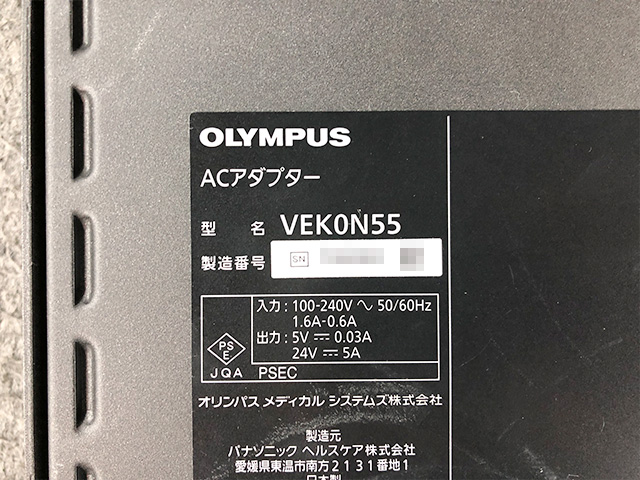 OLYMPUS
ACアダプター
型 名 VEK0N55
製造番号 SN
入力 : 100-240V ～ 50/60Hz
1.6A-0.6A
出力 : 5V ⎓ 0.03A
24V ⎓ 5A
PS
E
JQA PSEC
オリンパス メディカル システムズ株式会社
製造元
パナソニック ヘルスケア株式会社
愛媛県東温市南方2131番地1
日本製